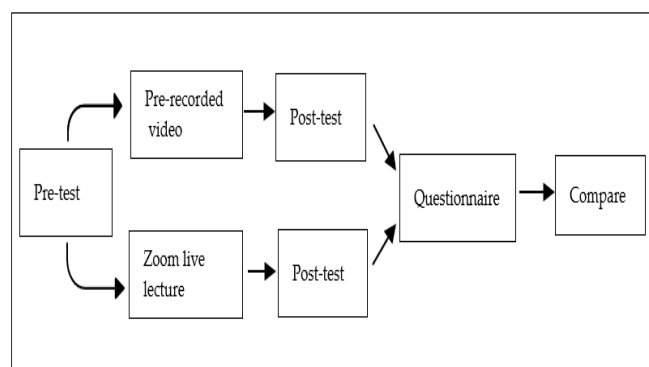 Pre-test
Pre-recorded
video
Post-test
Zoom live
lecture
Post-test
Questionnaire
Compare